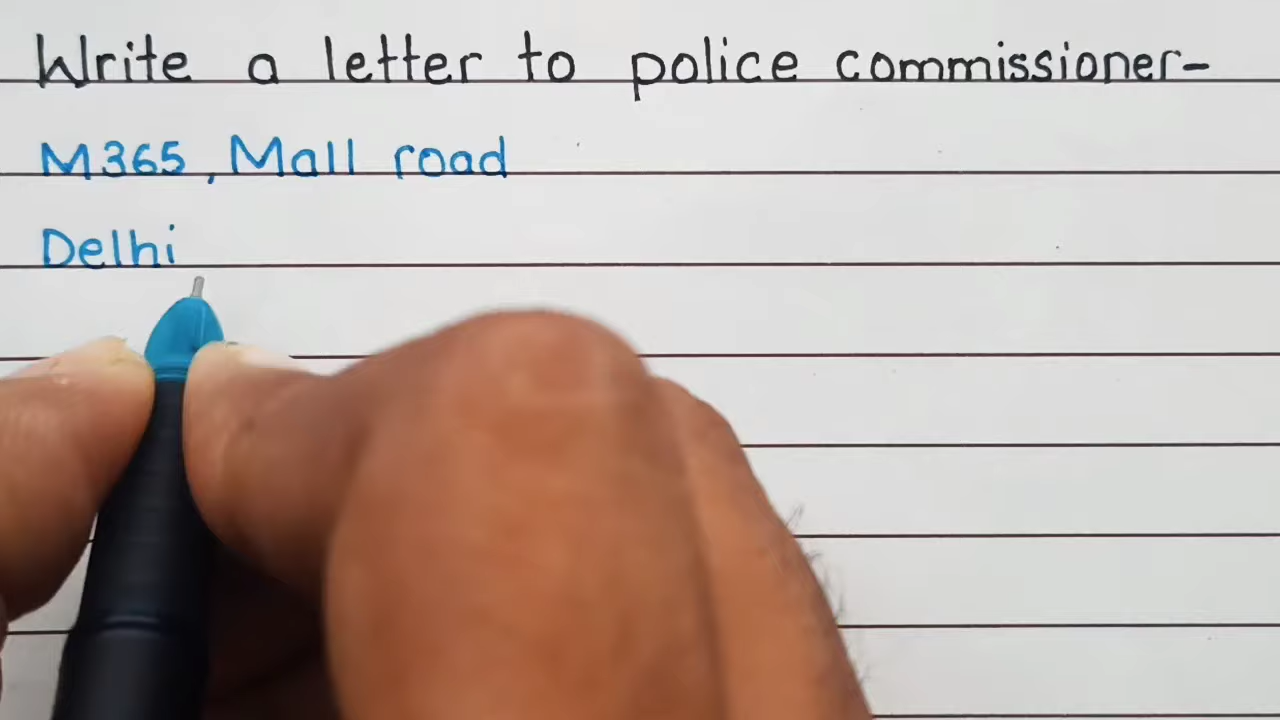 Write a letter to police commissioner-
M365, Mall road
Delhi